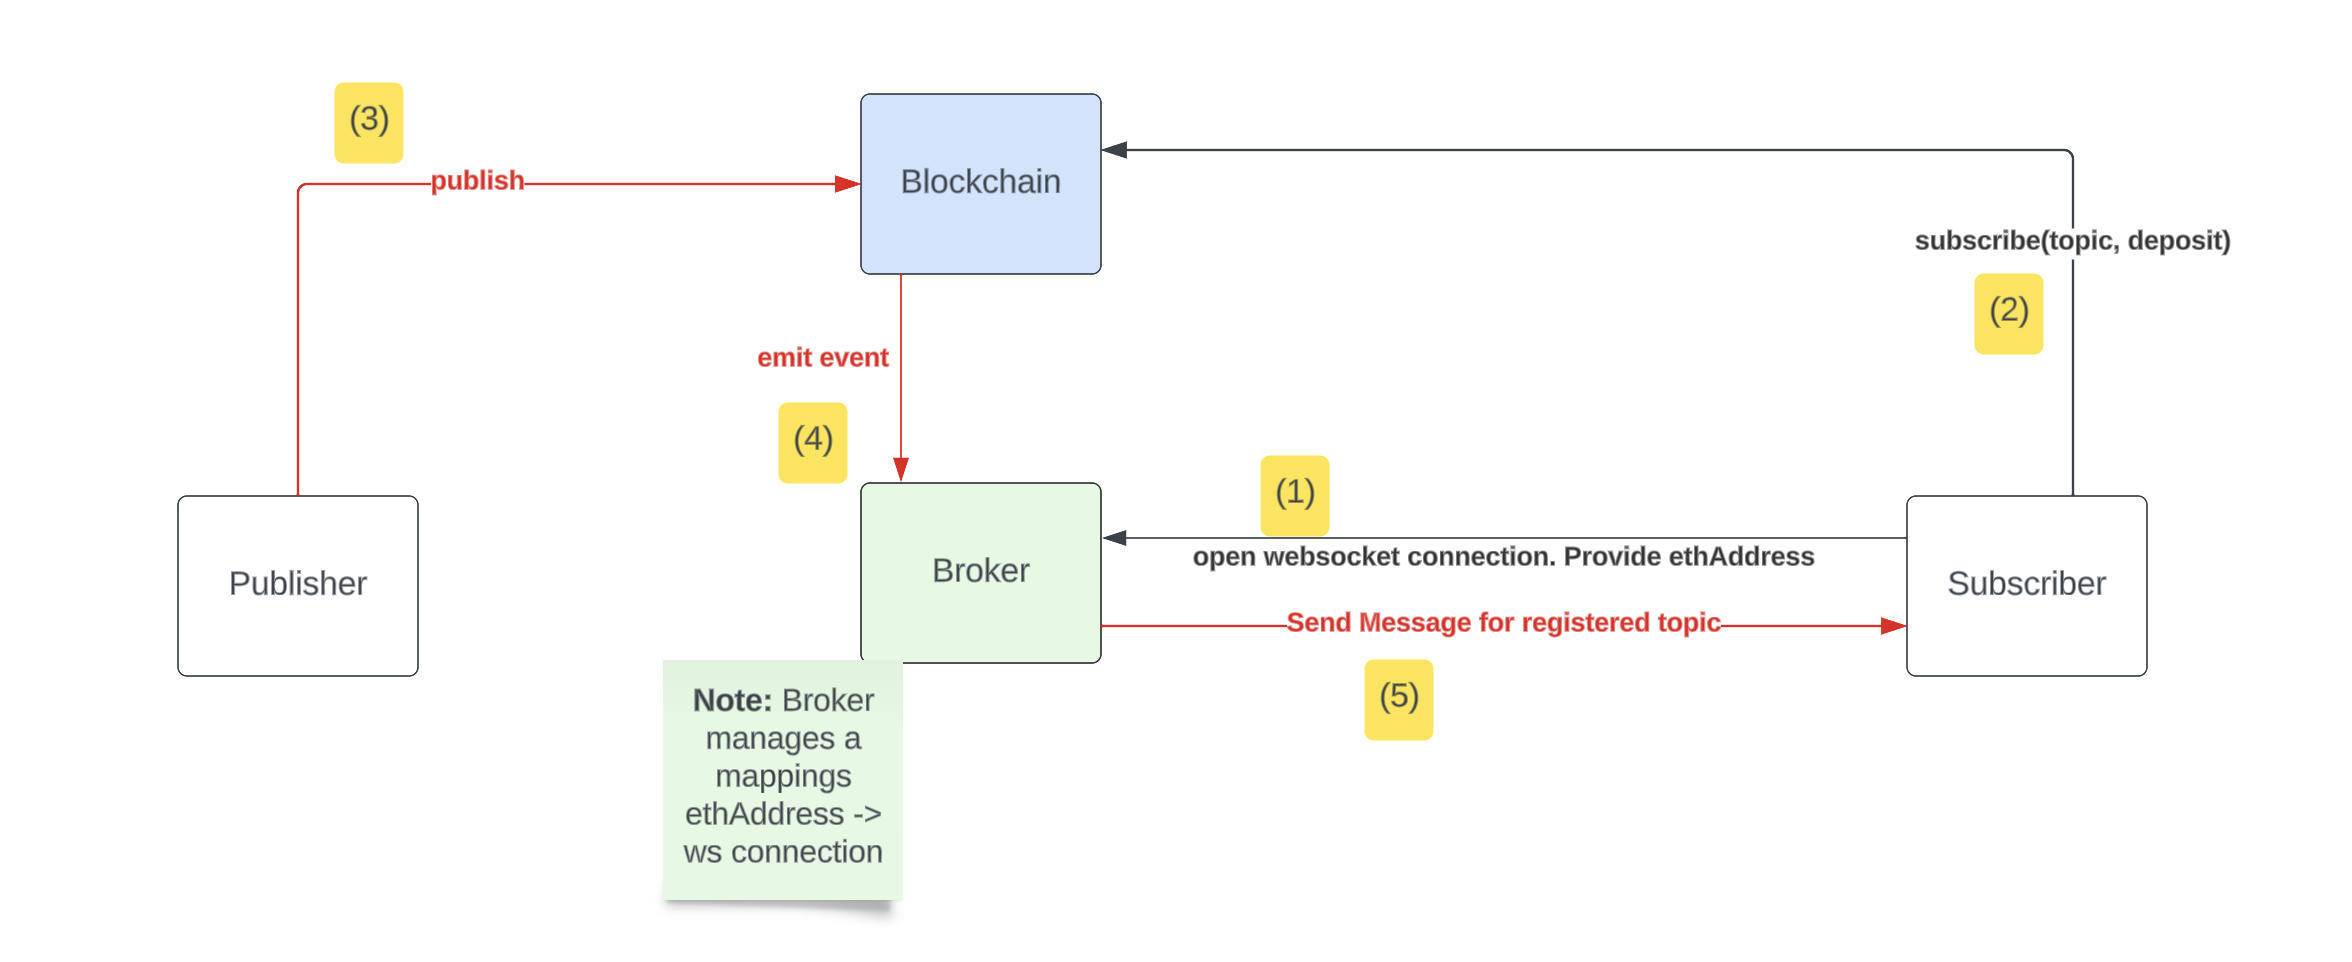 (3)
publish
Blockchain
subscribe(topic, deposit)
(2)
emit event
(4)
(1)
open websocket connection. Provide ethAddress
Publisher
Broker
Subscriber
Send Message for registered topic
(5)
Note: Broker
manages a
mappings
ethAddress ->
ws connection